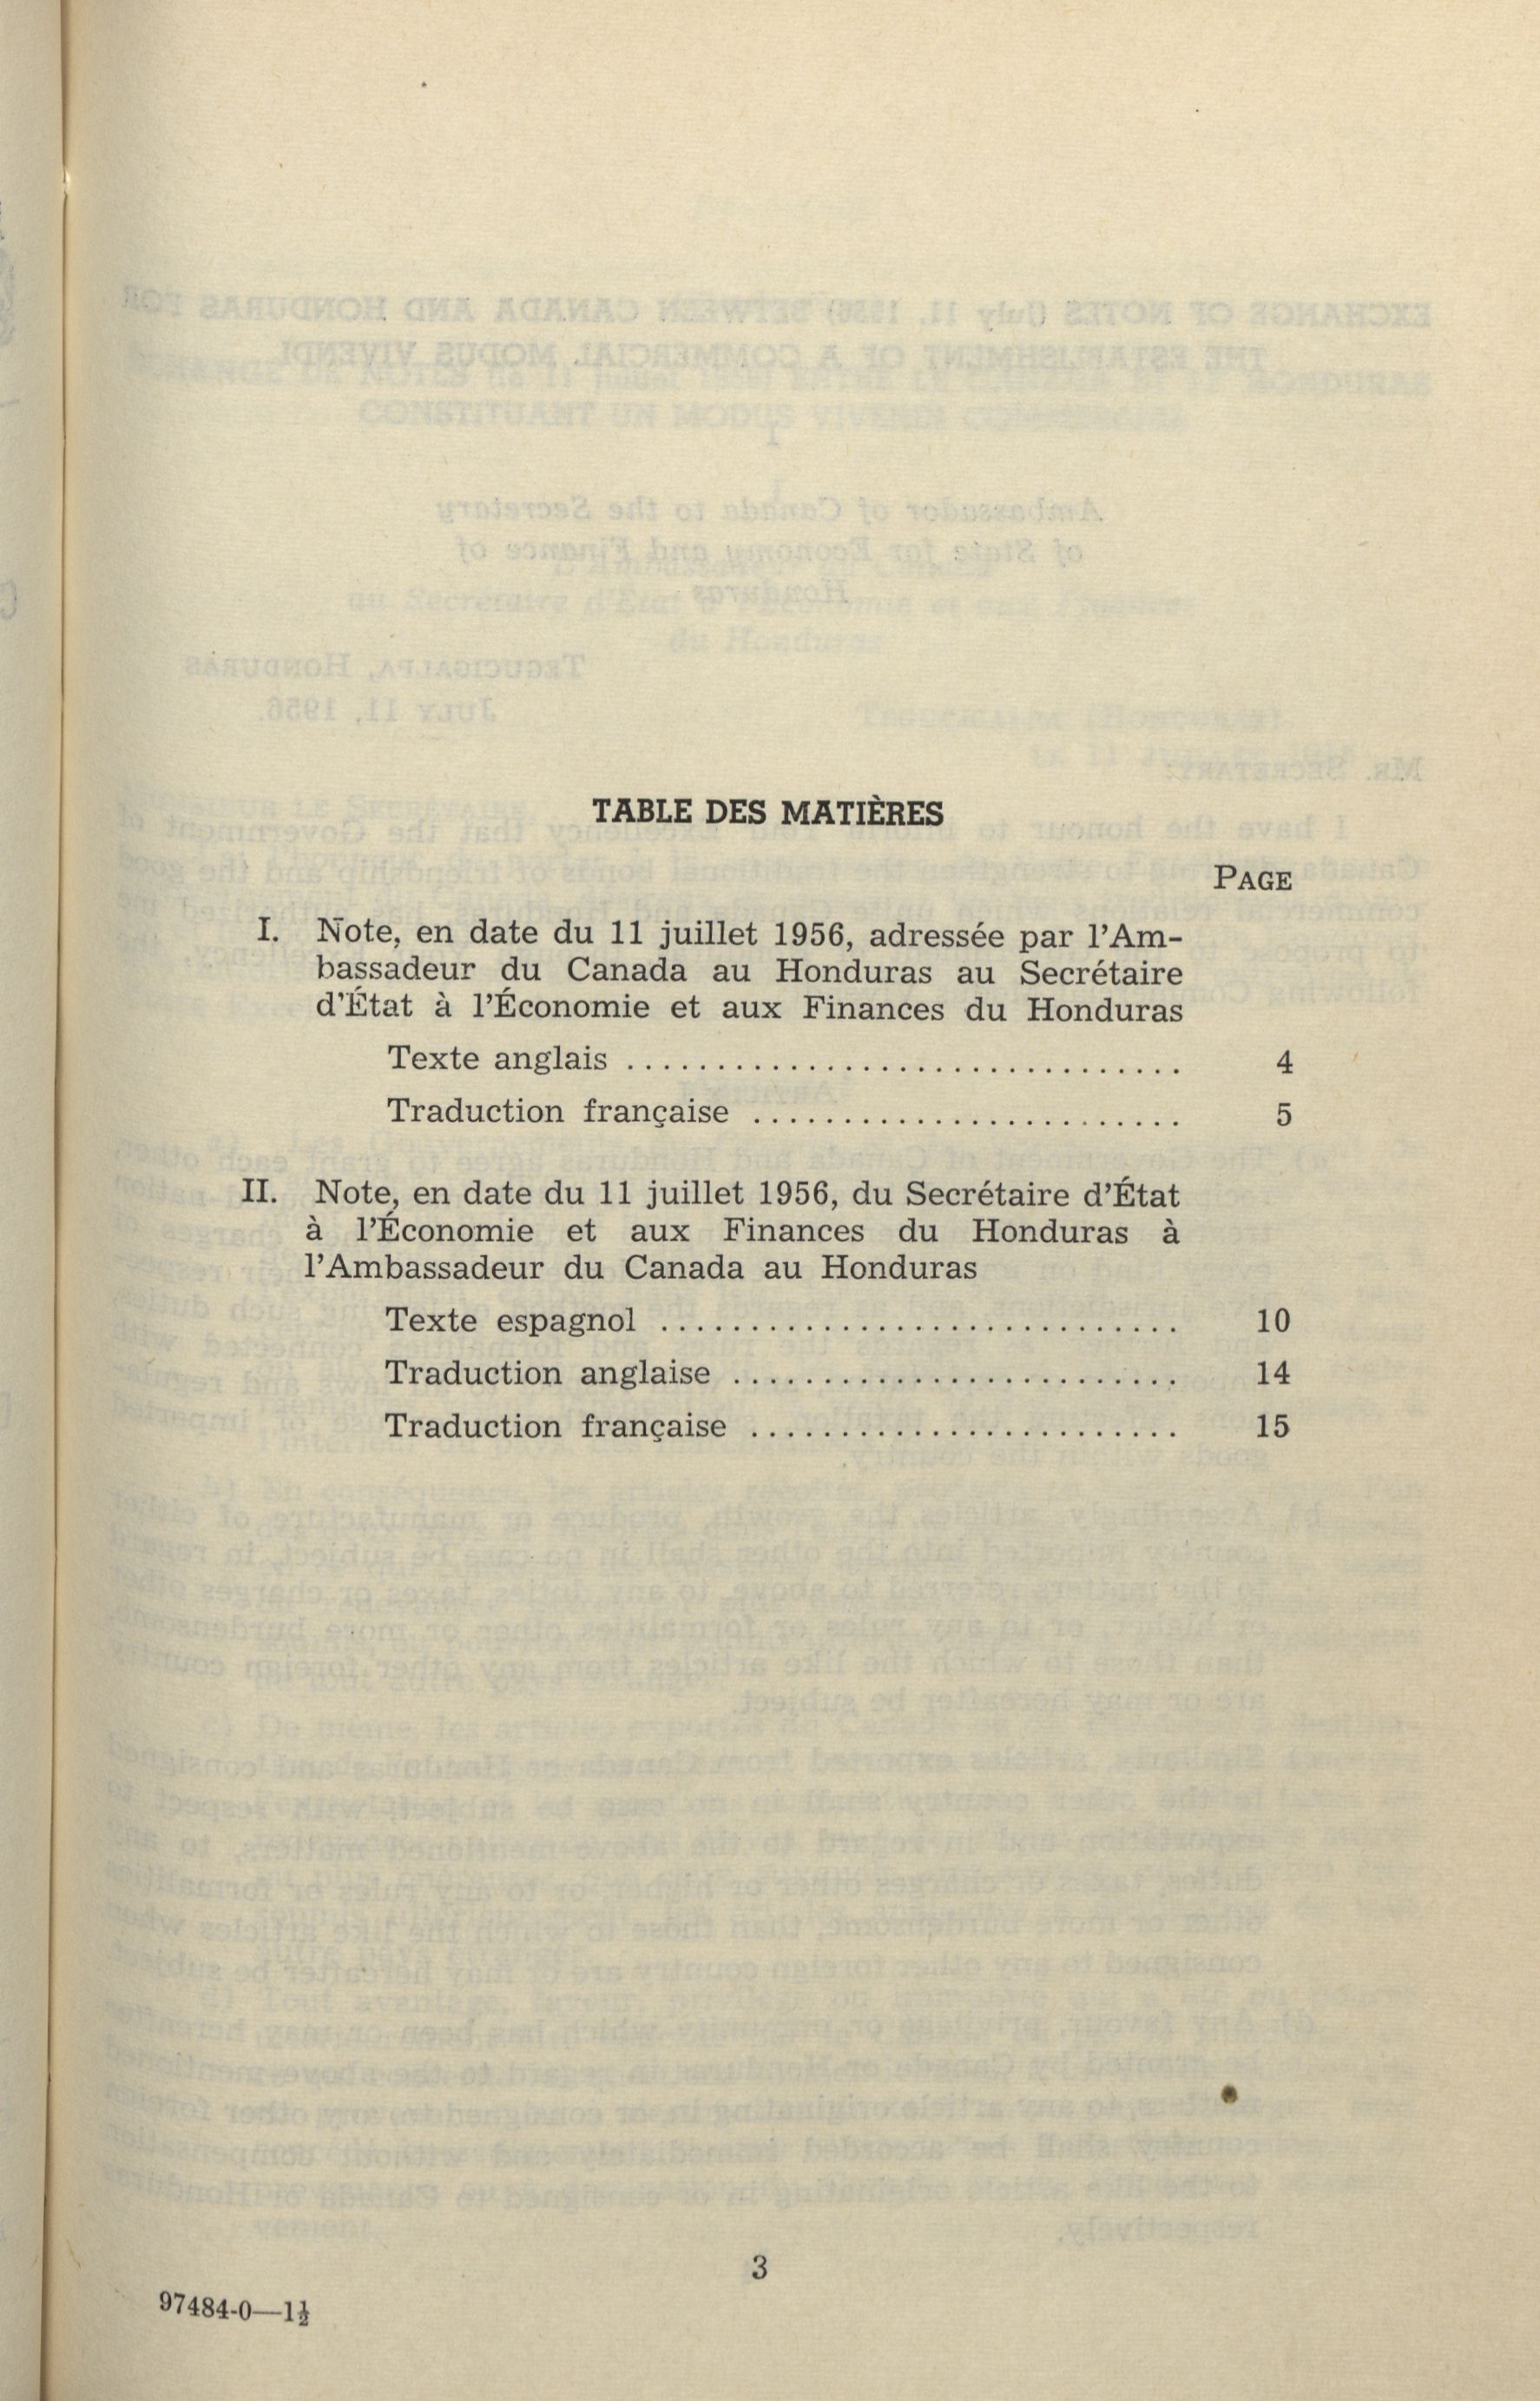 TABLE DES MATIÈRES
PAGE
I. Note, en date du 11 juillet 1956, adressée par l'Am-
bassadeur du Canada au Honduras au Secrétaire
d'État à l'Économie et aux Finances du Honduras
Texte anglais ............................... 4
Traduction française ........................ 5
II. Note, en date du 11 juillet 1956, du Secrétaire d'État
à l'Économie et aux Finances du Honduras à
l'Ambassadeur du Canada au Honduras
Texte espagnol ............................. 10
Traduction anglaise ......................... 14
Traduction française ........................ 15
3
97484-0—1½